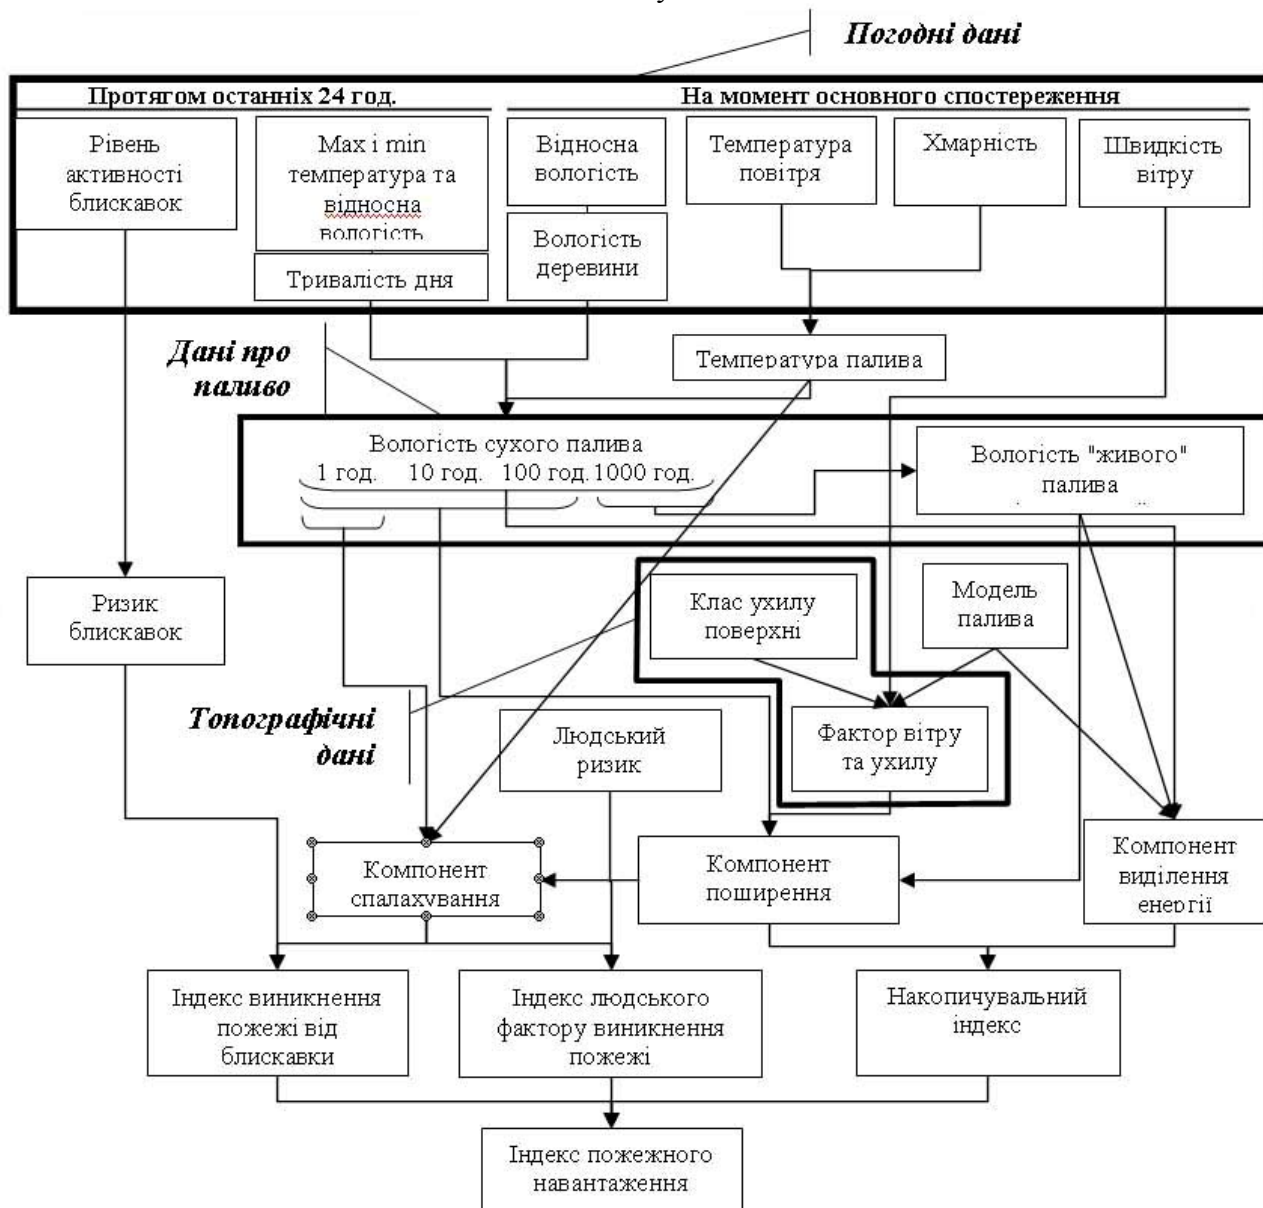 у
Погодні дані
Протягом останніх 24 год.
На момент основного спостереження
Рівень
активності
блискавок
Max і min
температура та
відносна
вологість
Тривалість дня
Відносна
вологість
Вологість
деревини
Температура
повітря
Хмарність
Швидкість
вітру
Дані про
паливо
Температура палива
Вологість сухого палива
1 год. 10 год. 100 год. 1000 год.
Вологість "живого"
палива
Ризик
блискавок
Клас ухилу
поверхні
Модель
палива
Топографічні
дані
Людський
ризик
Фактор вітру
та ухилу
Компонент
спалахування
Компонент
поширення
Компонент
виділення
енергії
Індекс виникнення
пожежі від
блискавки
Індекс людського
фактору виникнення
пожежі
Накопичувальний
індекс
Індекс пожежного
навантаження